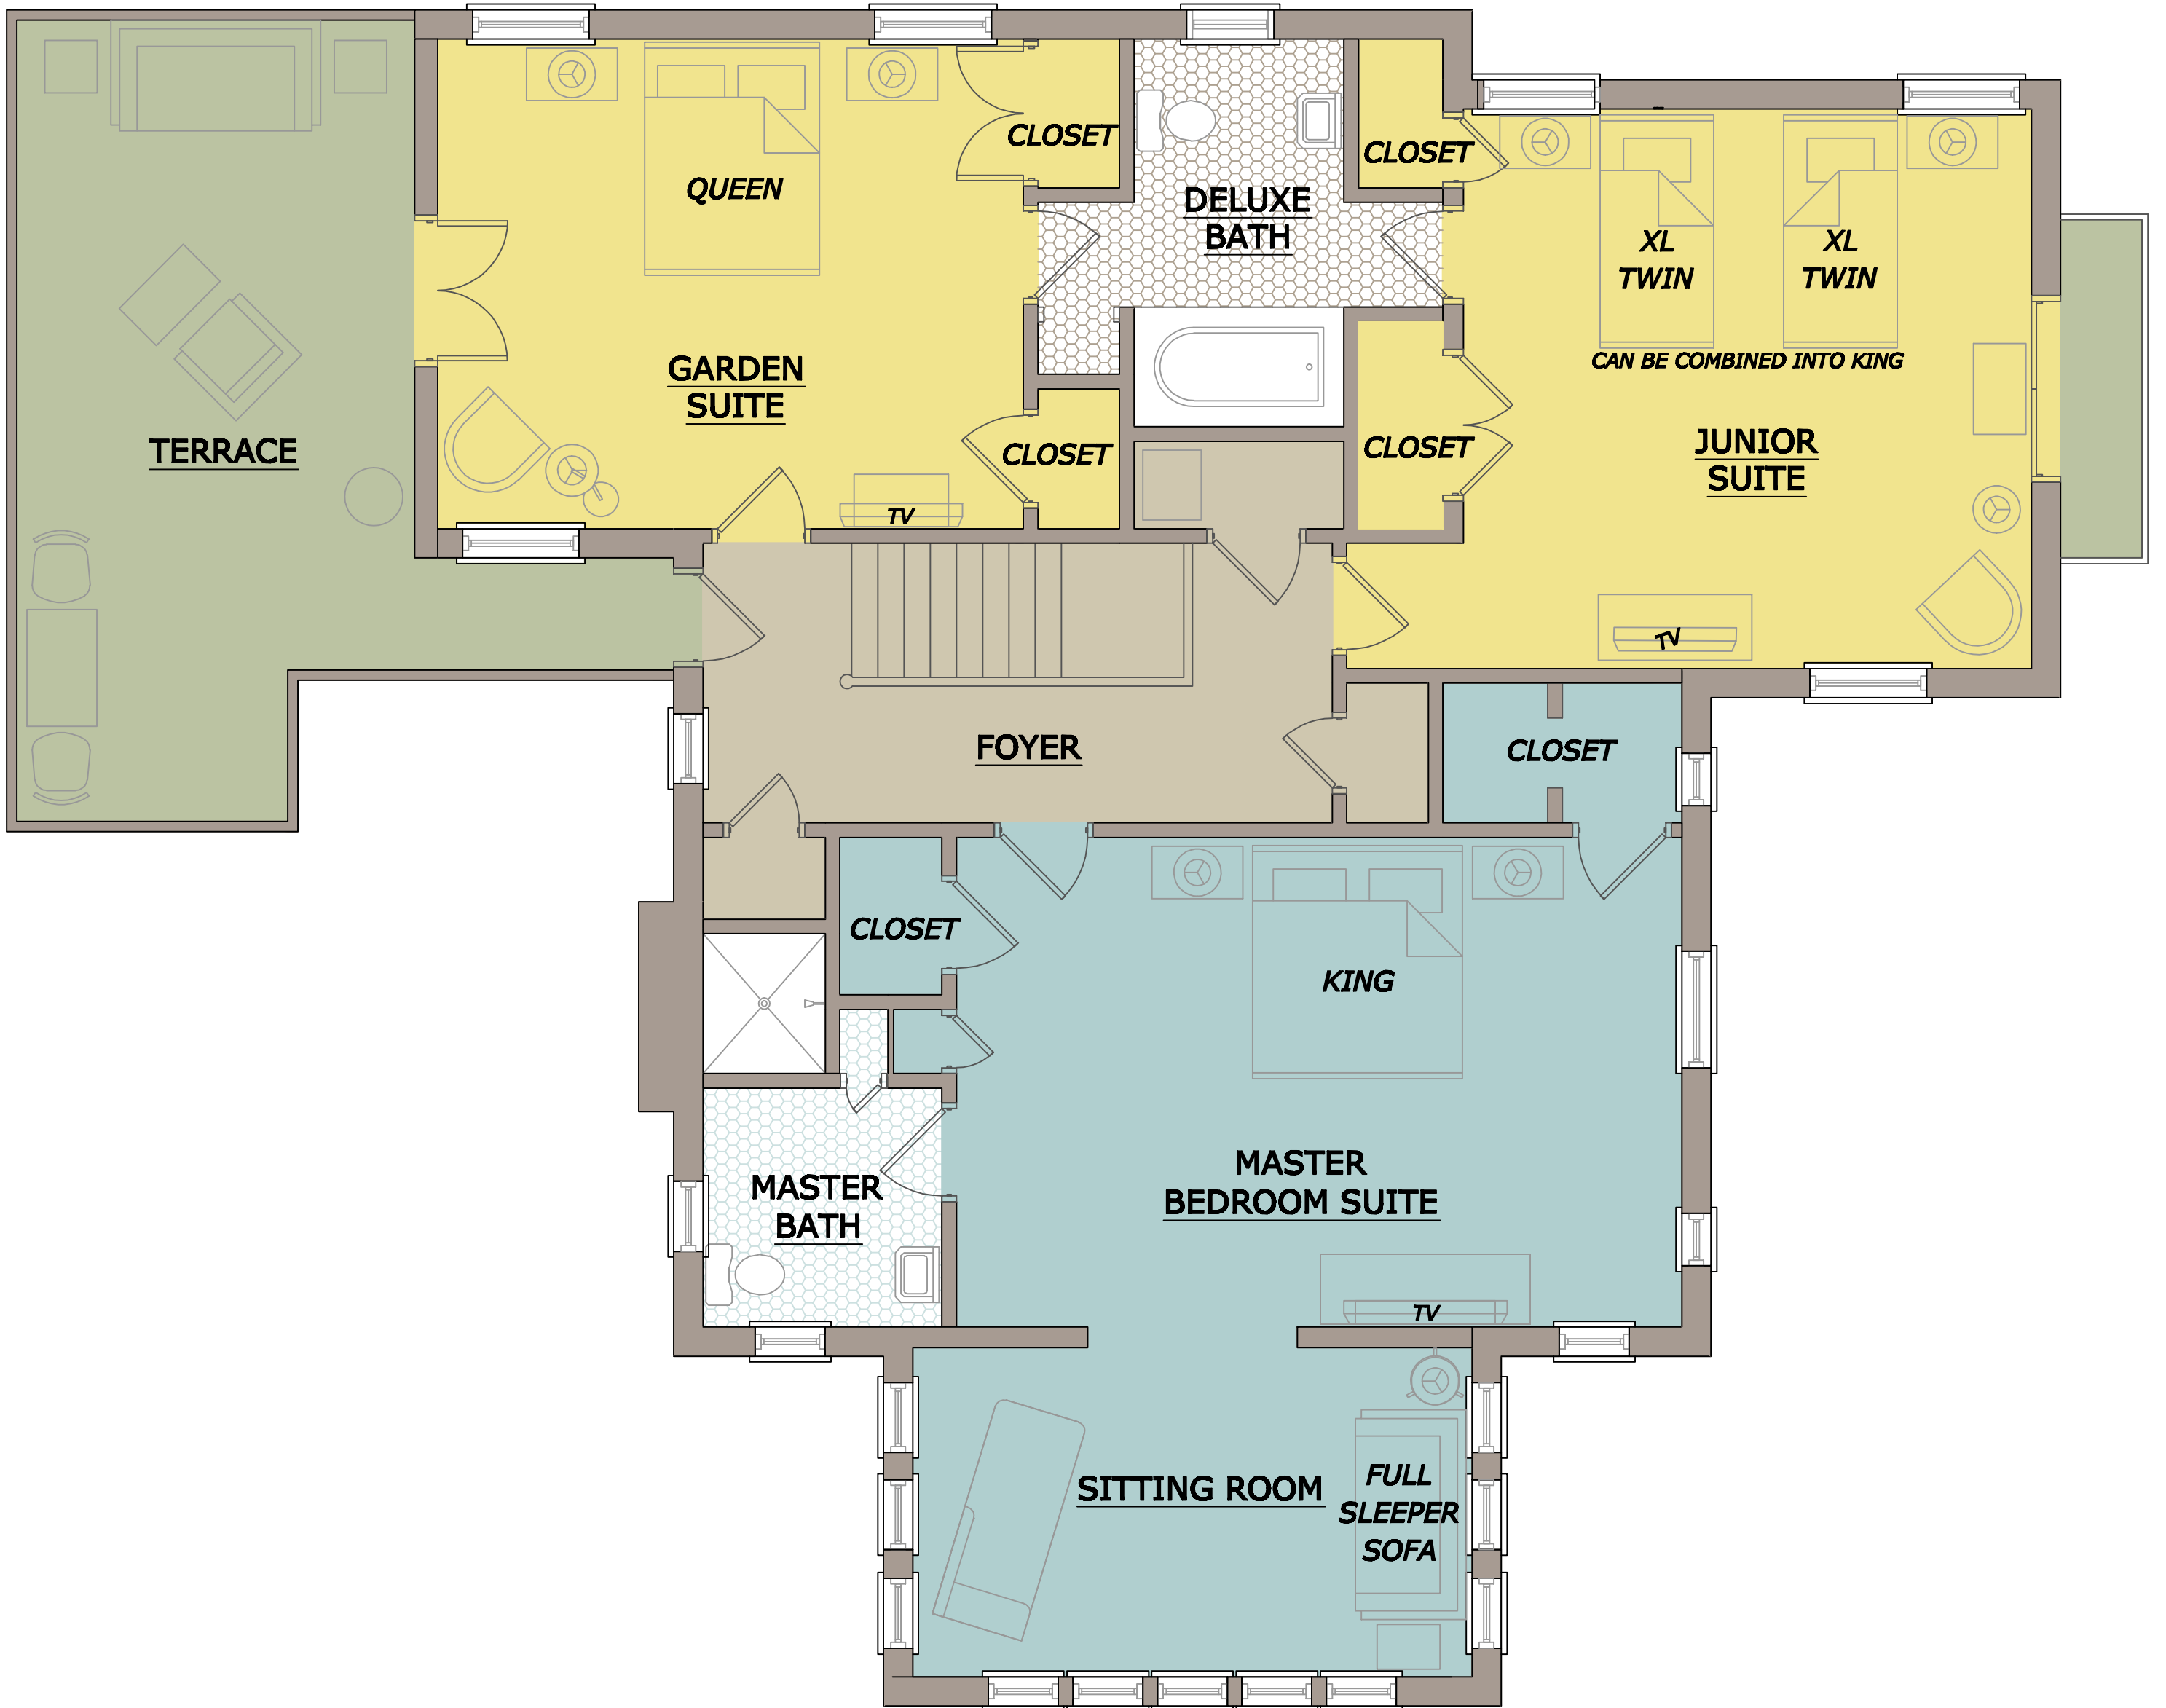 CLOSET
CLOSET
QUEEN
DELUXE
BATH
XL
TWIN
XL
TWIN
CAN BE COMBINED INTO KING
GARDEN
SUITE
TERRACE
CLOSET
CLOSET
JUNIOR
SUITE
TV
TV
FOYER
CLOSET
CLOSET
KING
MASTER
BEDROOM SUITE
MASTER
BATH
TV
SITTING ROOM
FULL
SLEEPER
SOFA